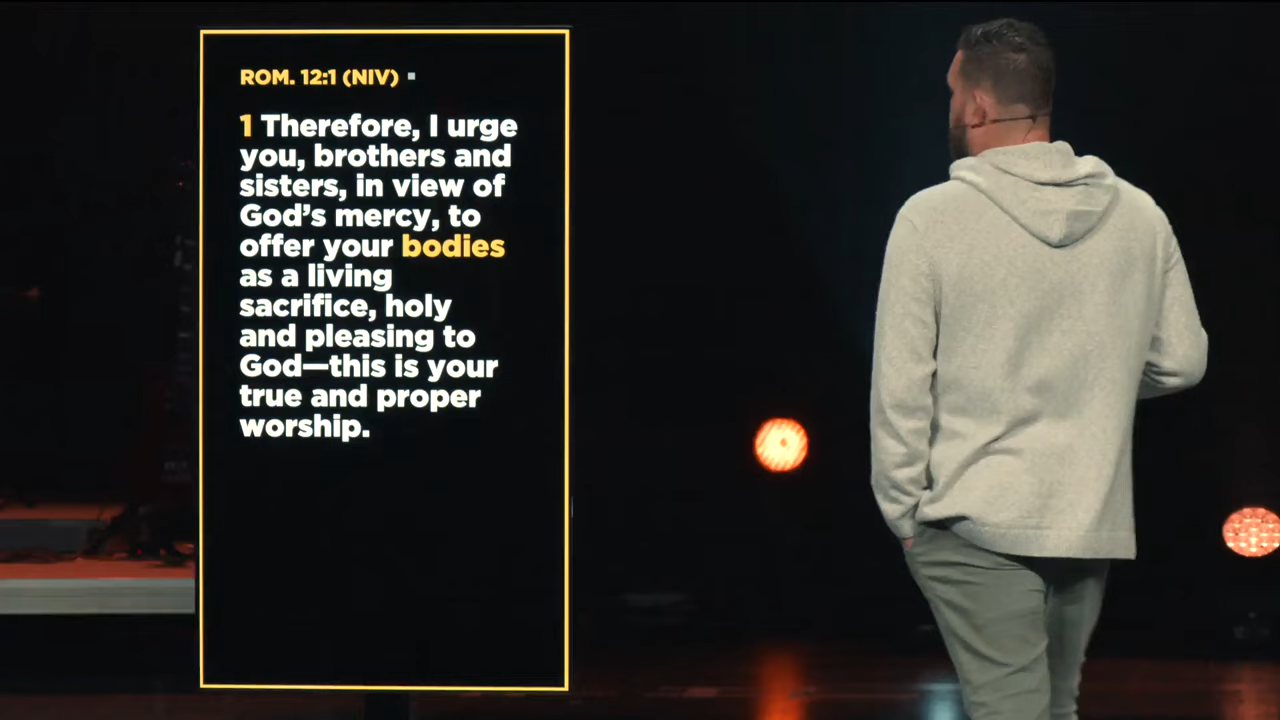 ROM. 12:1 (NIV)
1 Therefore, I urge
you, brothers and
sisters, in view of
God’s mercy, to
offer your bodies
as a living
sacrifice, holy
and pleasing to
God—this is your
true and proper
worship.